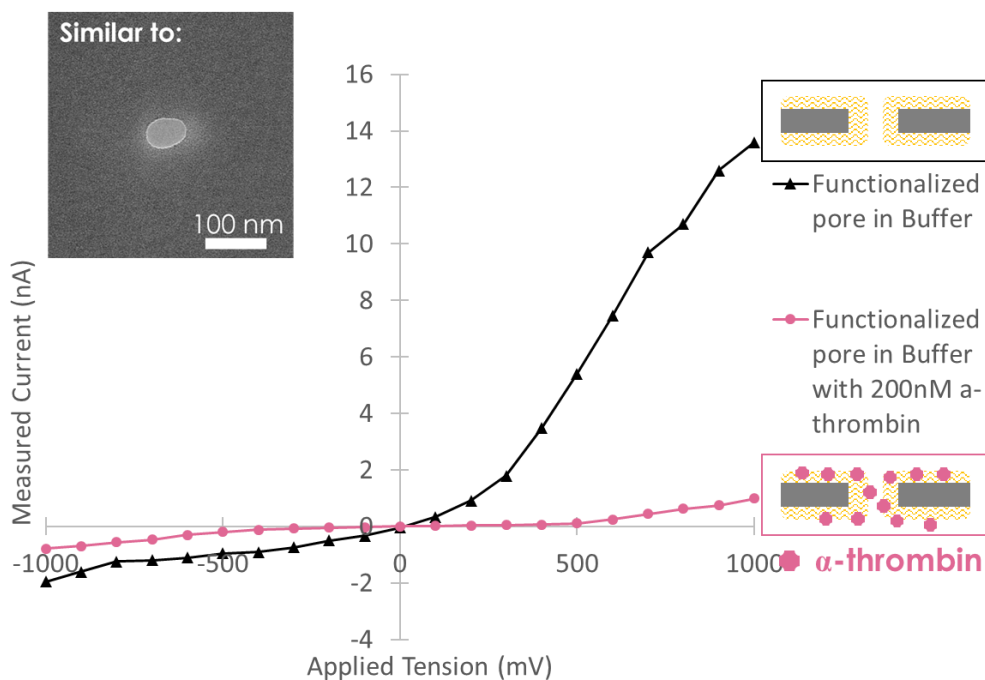 Similar to:
100 nm
Measured Current (nA)
16
14
12
10
8
6
4
2
0
-2
-4
-1000
-500
0
500
1000
Applied Tension (mV)
Functionalized
pore in Buffer
Functionalized
pore in Buffer
with 200nM a-
thrombin
α-thrombin